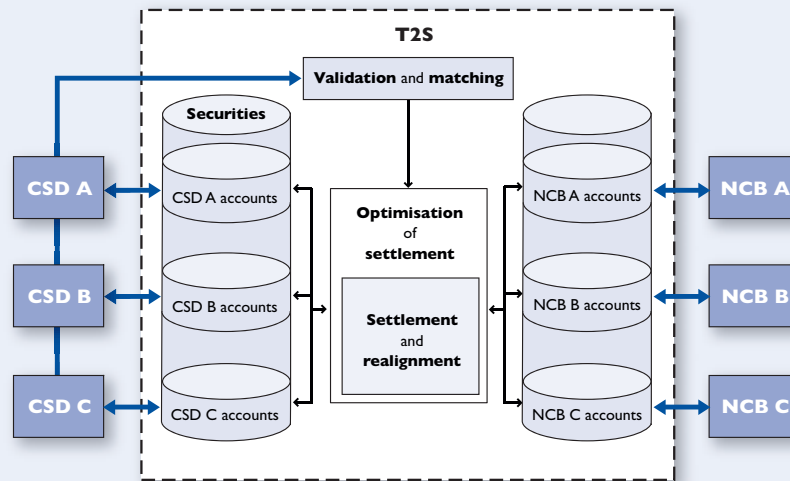 T2S
Validation and matching
Securities
CSD A
CSD A accounts
NCB A accounts
NCB A
Optimisation
of
settlement
CSD B
CSD B accounts
NCB B accounts
NCB B
Settlement
and
realignment
CSD C
CSD C accounts
NCB C accounts
NCB C